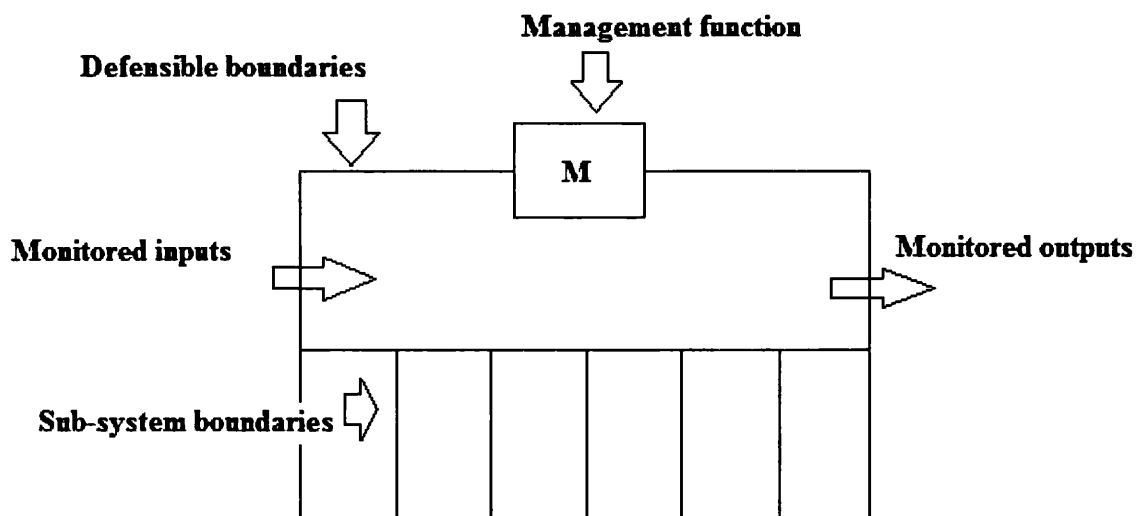 Management function
Defensible boundaries
M
Monitored inputs
Monitored outputs
Sub-system boundaries